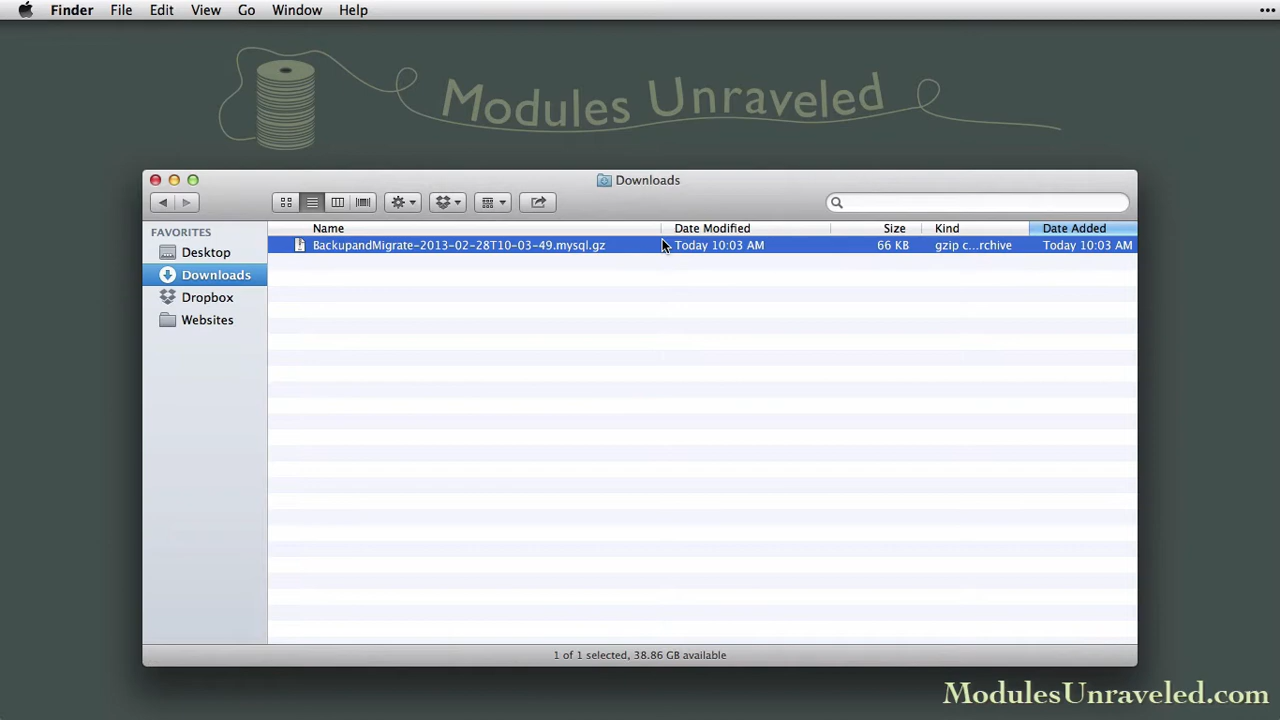 Finder File Edit View Go Window Help
Modules Unraveled
Downloads
FAVORITES
Desktop
Downloads
Dropbox
Websites
Name Date Modified Size Kind Date Added
BackupandMigrate-2013-02-28T10-03-49.mysql.gz Today 10:03 AM 66 KB gzip c...rchive Today 10:03 AM
1 of 1 selected, 38.86 GB available
ModulesUnraveled.com